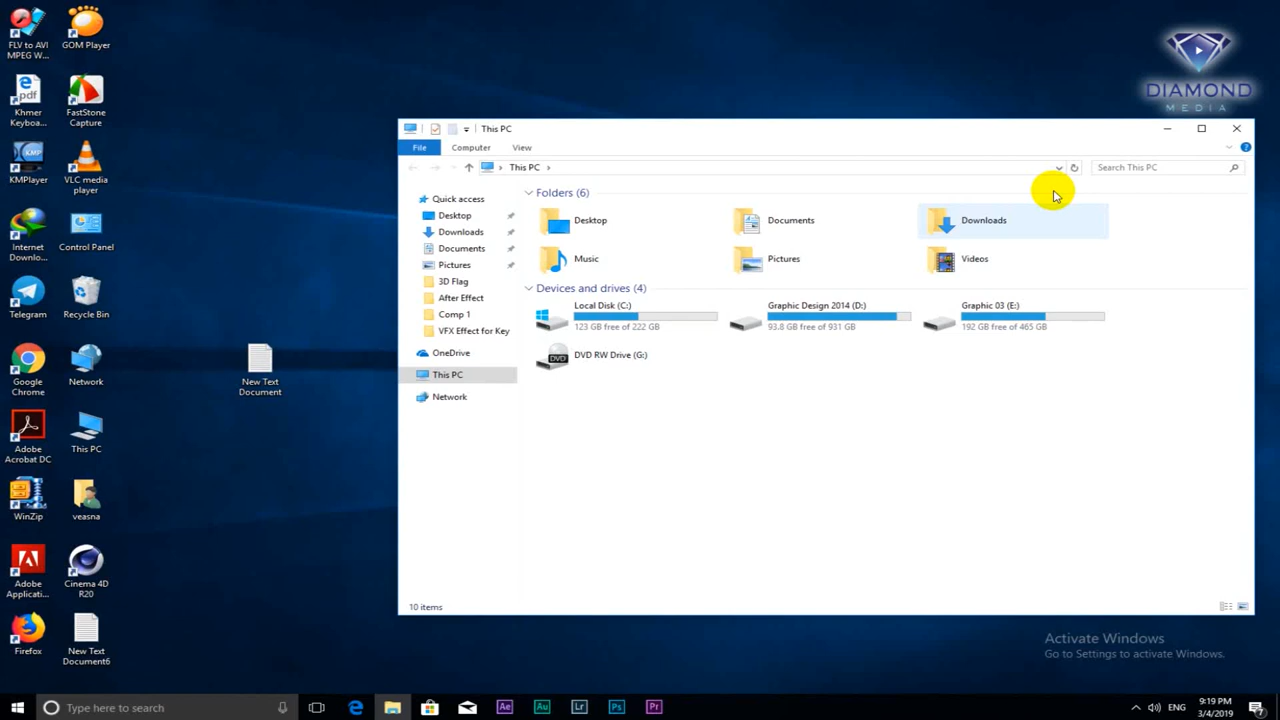 FLV to AVI
MPEG W...
GOM Player
Khmer
Keyboa...
FastStone
Capture
KMPlayer
VLC media
player
Internet
Downlo...
Control Panel
Telegram
Recycle Bin
Google
Chrome
Network
New Text
Document
Adobe
Acrobat DC
This PC
WinZip
veasna
Adobe
Applicati...
Cinema 4D
R20
Firefox
New Text
Document6
DIAMOND
MEDIA
This PC
File
Computer
View
This PC
Search This PC
Quick access
Desktop
Downloads
Documents
Pictures
3D Flag
After Effect
Comp 1
VFX Effect for Key
OneDrive
This PC
Network
Folders (6)
Desktop
Documents
Downloads
Music
Pictures
Videos
Devices and drives (4)
Local Disk (C:)
123 GB free of 222 GB
Graphic Design 2014 (D:)
93.8 GB free of 931 GB
Graphic 03 (E:)
192 GB free of 465 GB
DVD
DVD RW Drive (G:)
10 items
Activate Windows
Go to Settings to activate Windows.
Type here to search
Ae
Au
Lr
Ps
Pr
ENG
9:19 PM
3/4/2019